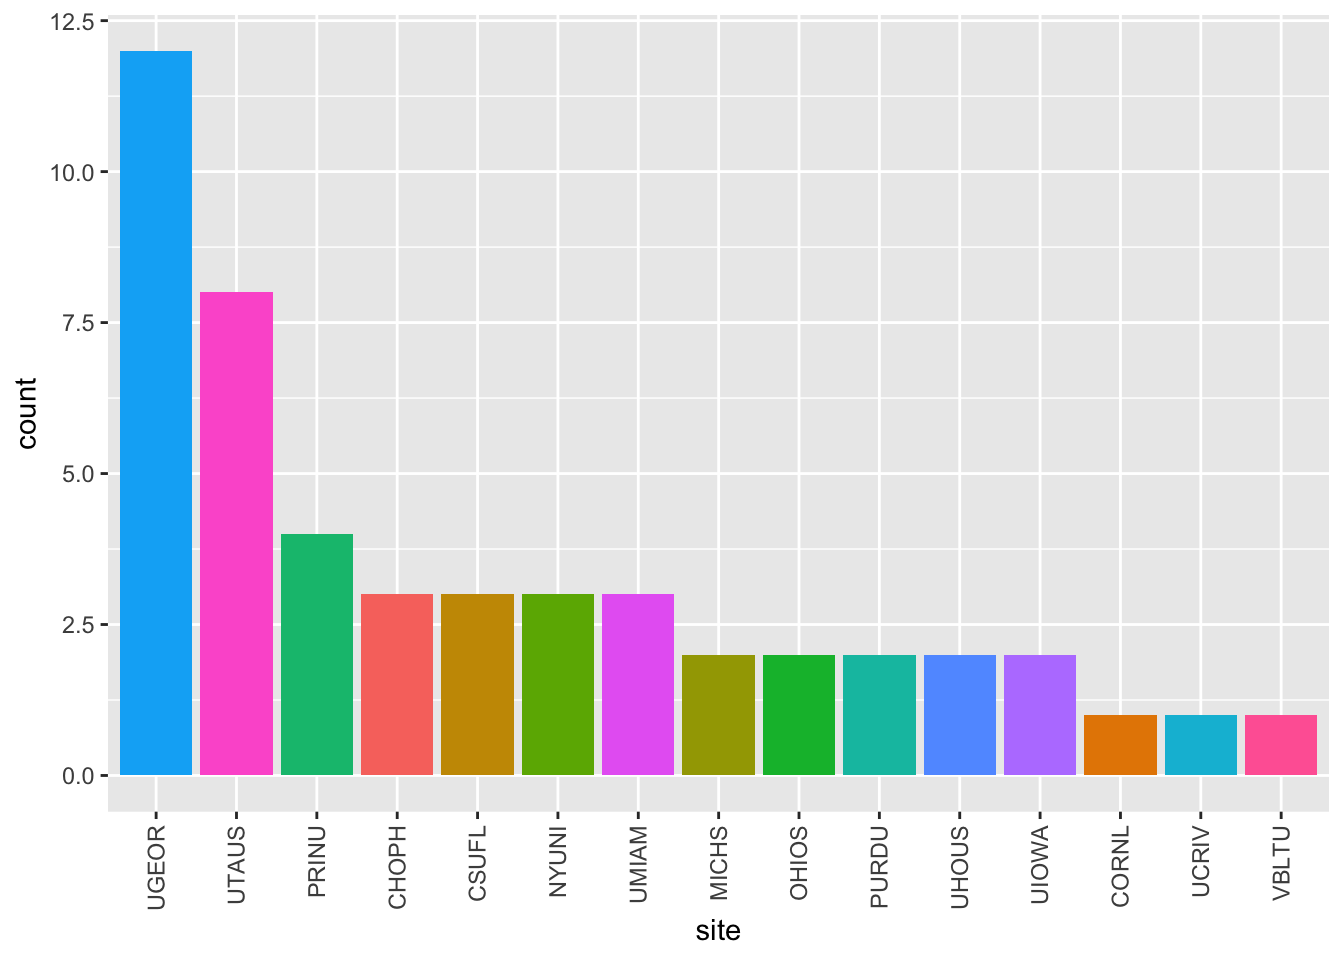 12.5
10.0
7.5
5.0
2.5
0.0
count
UGEOR
UTAUS
PRINU
CHOPH
CSUFL
NYUNI
UMIAM
MICHS
OHIOS
PURDU
UHOUS
UIOWA
CORNL
UCRIV
VBLTU
site